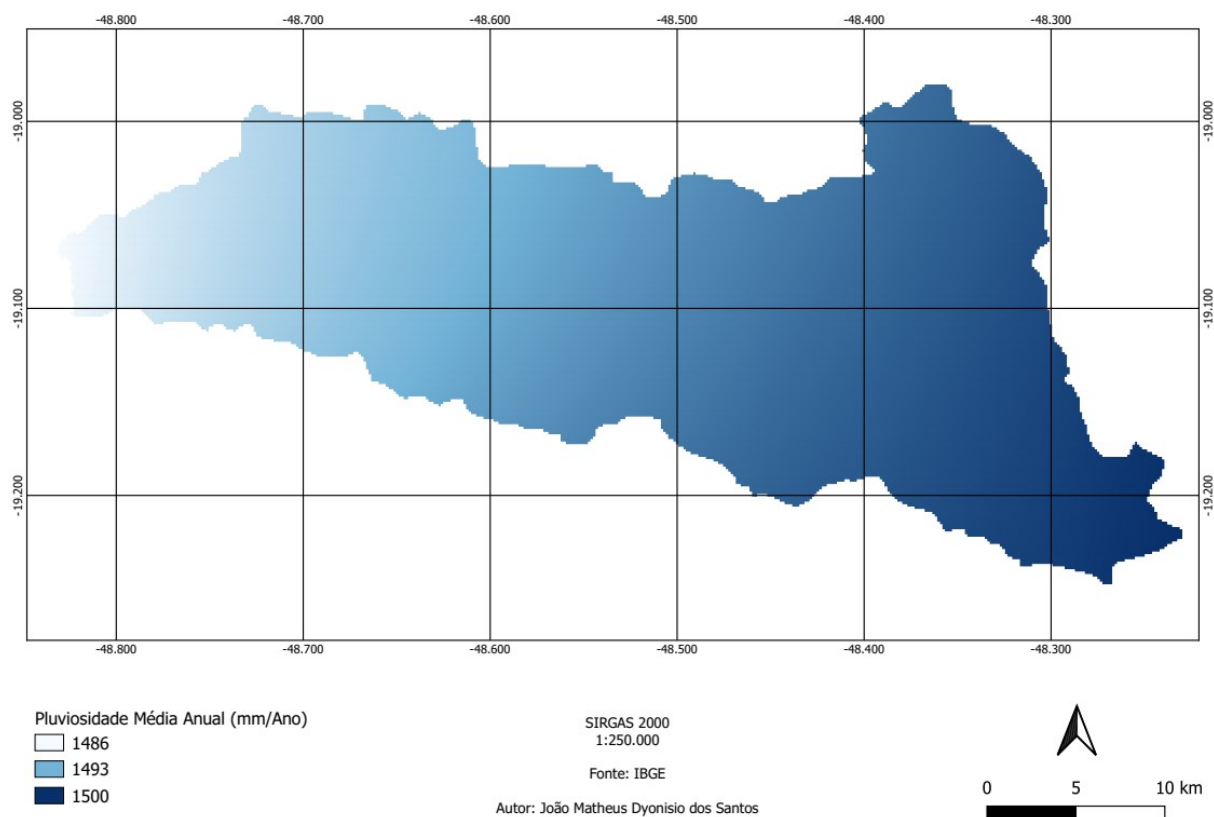 -48.800 -48.700 -48.600 -48.500 -48.400 -48.300
-19.000 -19.000
-19.100 -19.100
-19.200 -19.200
-48.800 -48.700 -48.600 -48.500 -48.400 -48.300
Pluviosidade Média Anual (mm/Ano)
1486
1493
1500
SIRGAS 2000
1:250.000
Fonte: IBGE
Autor: João Matheus Dyonisio dos Santos
0 5 10 km